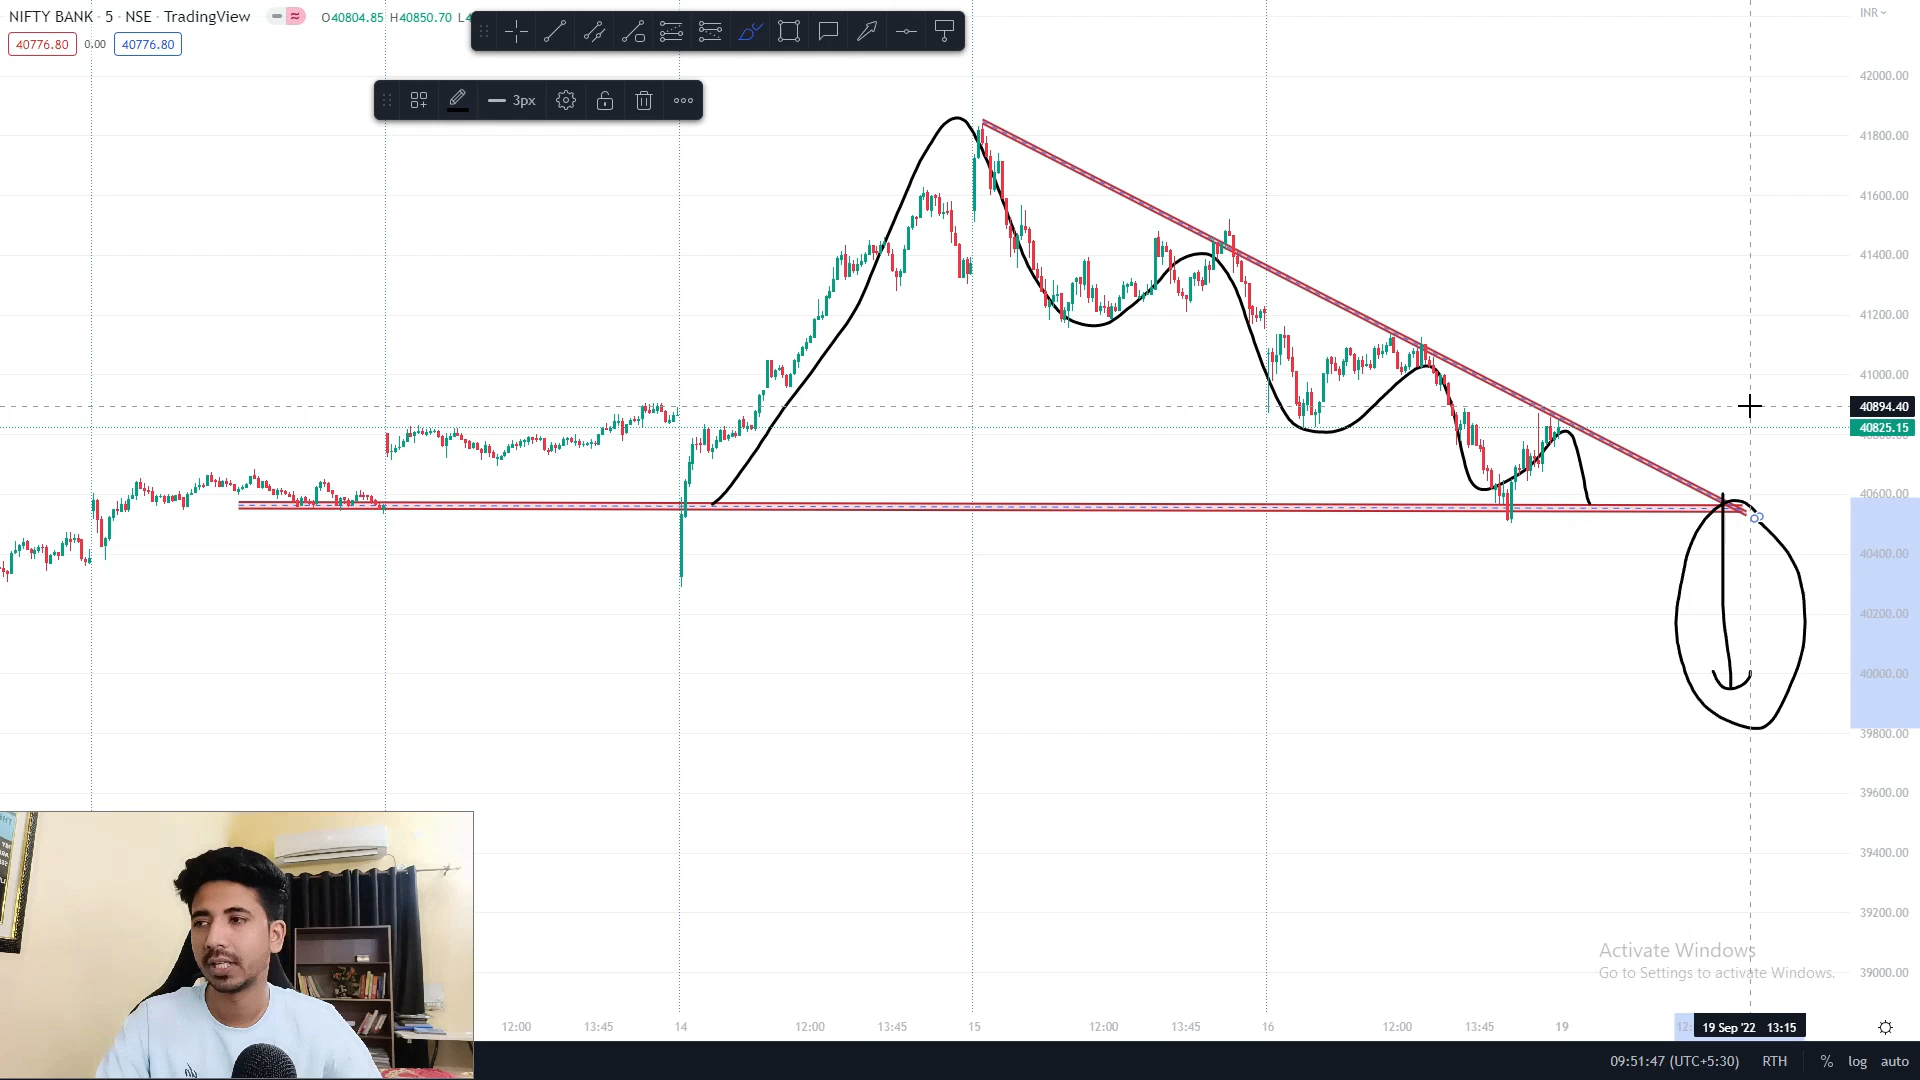 NIFTY BANK · 5 · NSE · TradingView
O40804.85 H40850.70 L4
INR
40776.80 0.00 40776.80
3px
42000.00
41800.00
41600.00
41400.00
41200.00
41000.00
40894.40
40825.15
40600.00
40400.00
40200.00
40000.00
39800.00
39600.00
39400.00
39200.00
39000.00
Activate Windows
Go to Settings to activate Windows.
12:00 13:45 14 12:00 13:45 15 12:00 13:45 16 12:00 13:45 19 12: 19 Sep '22 13:15
09:51:47 (UTC+5:30) RTH % log auto